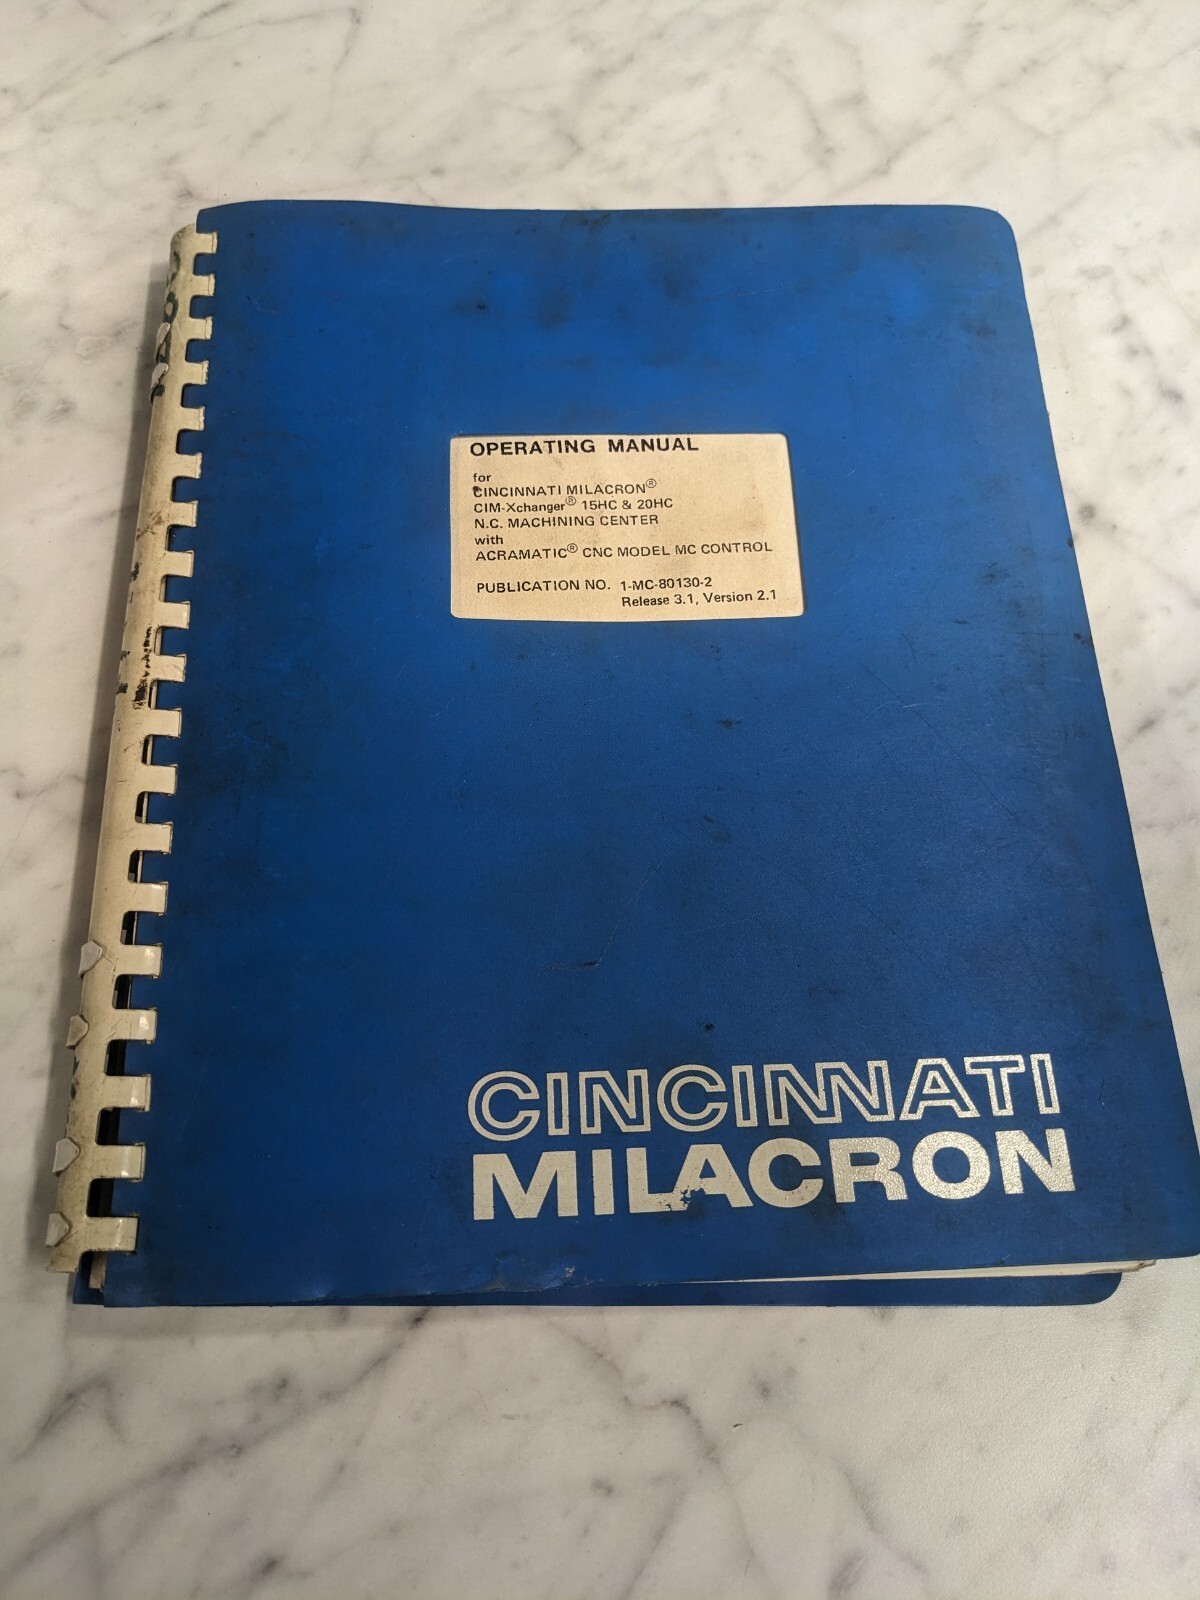 OPERATING MANUAL
for
CINCINNATI MILACRON®
CIM-Xchanger® 15HC & 20HC
N.C. MACHINING CENTER
with
ACRAMATIC® CNC MODEL MC CONTROL
PUBLICATION NO. 1-MC-80130-2
Release 3.1, Version 2.1
CINCINNATI
MILACRON